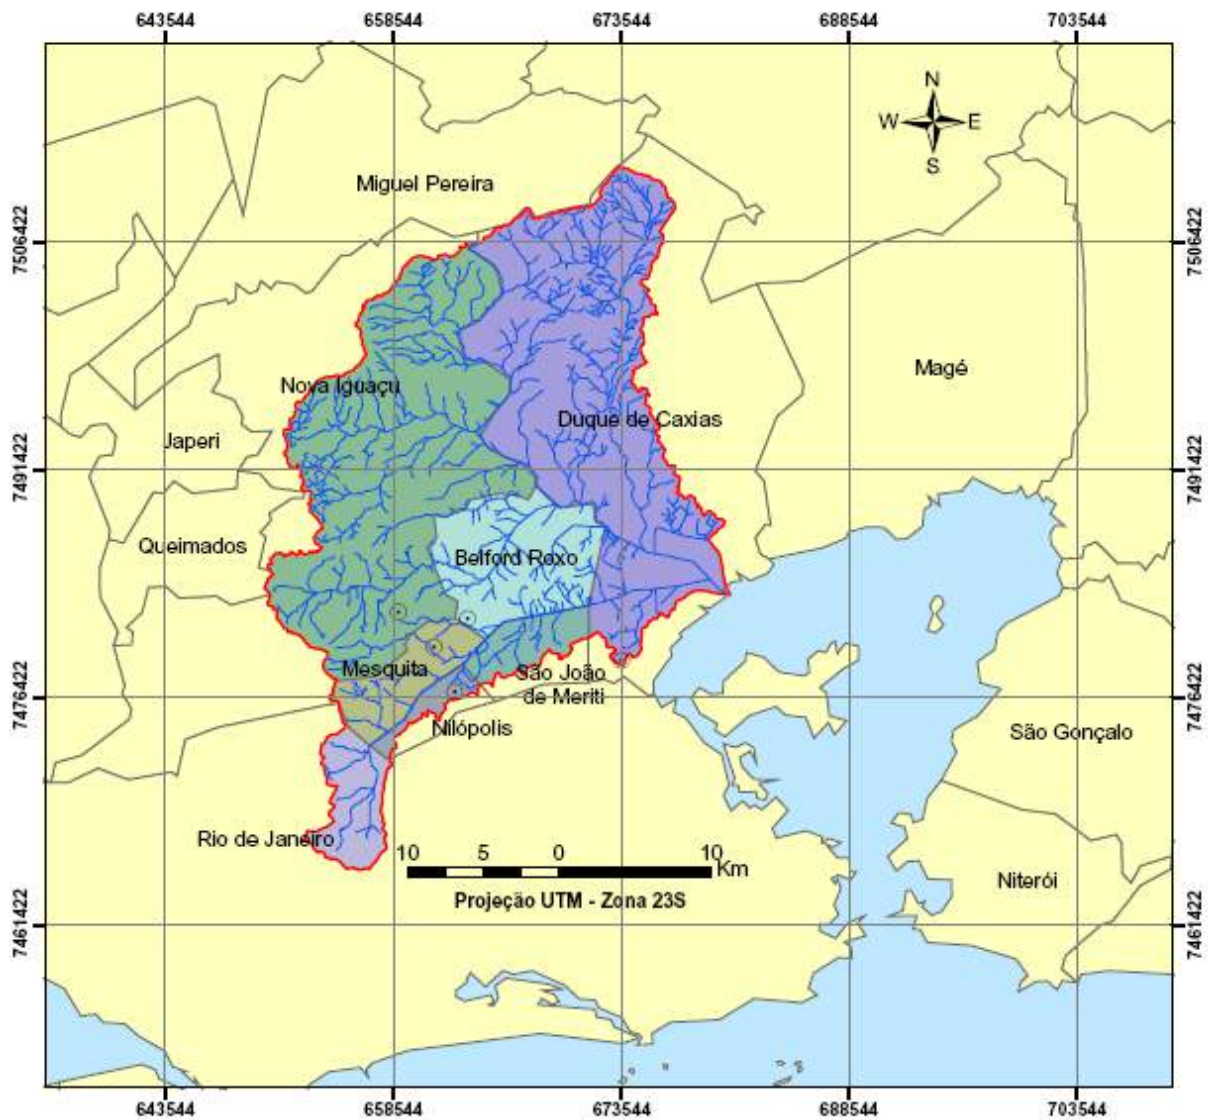 643544 658544 673544 688544 703544
N
W E
S
Miguel Pereira
7506422 7506422
Magé
Nova Iguaçu
Duque de Caxias
Japeri
7491422 7491422
Queimados
Belford Roxo
Mesquita
São João
de Meriti
7476422 7476422
Nilópolis
São Gonçalo
Rio de Janeiro
10 5 0 10
Km
Niterói
Projeção UTM - Zona 23S
7461422 7461422
643544 658544 673544 688544 703544